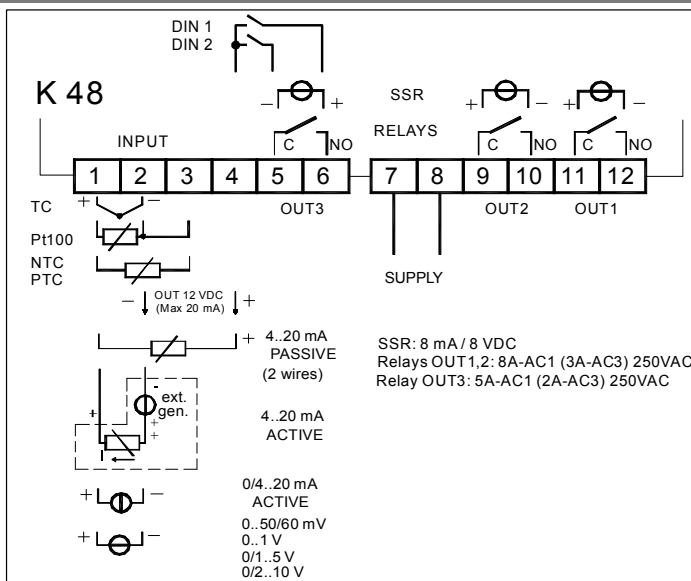 DIN 1
DIN 2
K 48
− +
SSR
+ −
+ −
INPUT
RELAYS
C NO
C NO
C NO
1 2 3 4 5 6 7 8 9 10 11 12
TC + −
OUT3
OUT2
OUT1
Pt100
NTC
PTC
SUPPLY
− OUT 12 VDC +
(Max 20 mA)
+ 4..20 mA
PASSIVE
(2 wires)
SSR: 8 mA / 8 VDC
Relays OUT1,2: 8A-AC1 (3A-AC3) 250VAC
Relay OUT3: 5A-AC1 (2A-AC3) 250VAC
-
ext.
gen.
+ +
+
4..20 mA
ACTIVE
I
+ −
0/4..20 mA
ACTIVE
+ −
0..50/60 mV
0..1 V
0/1..5 V
0/2..10 V